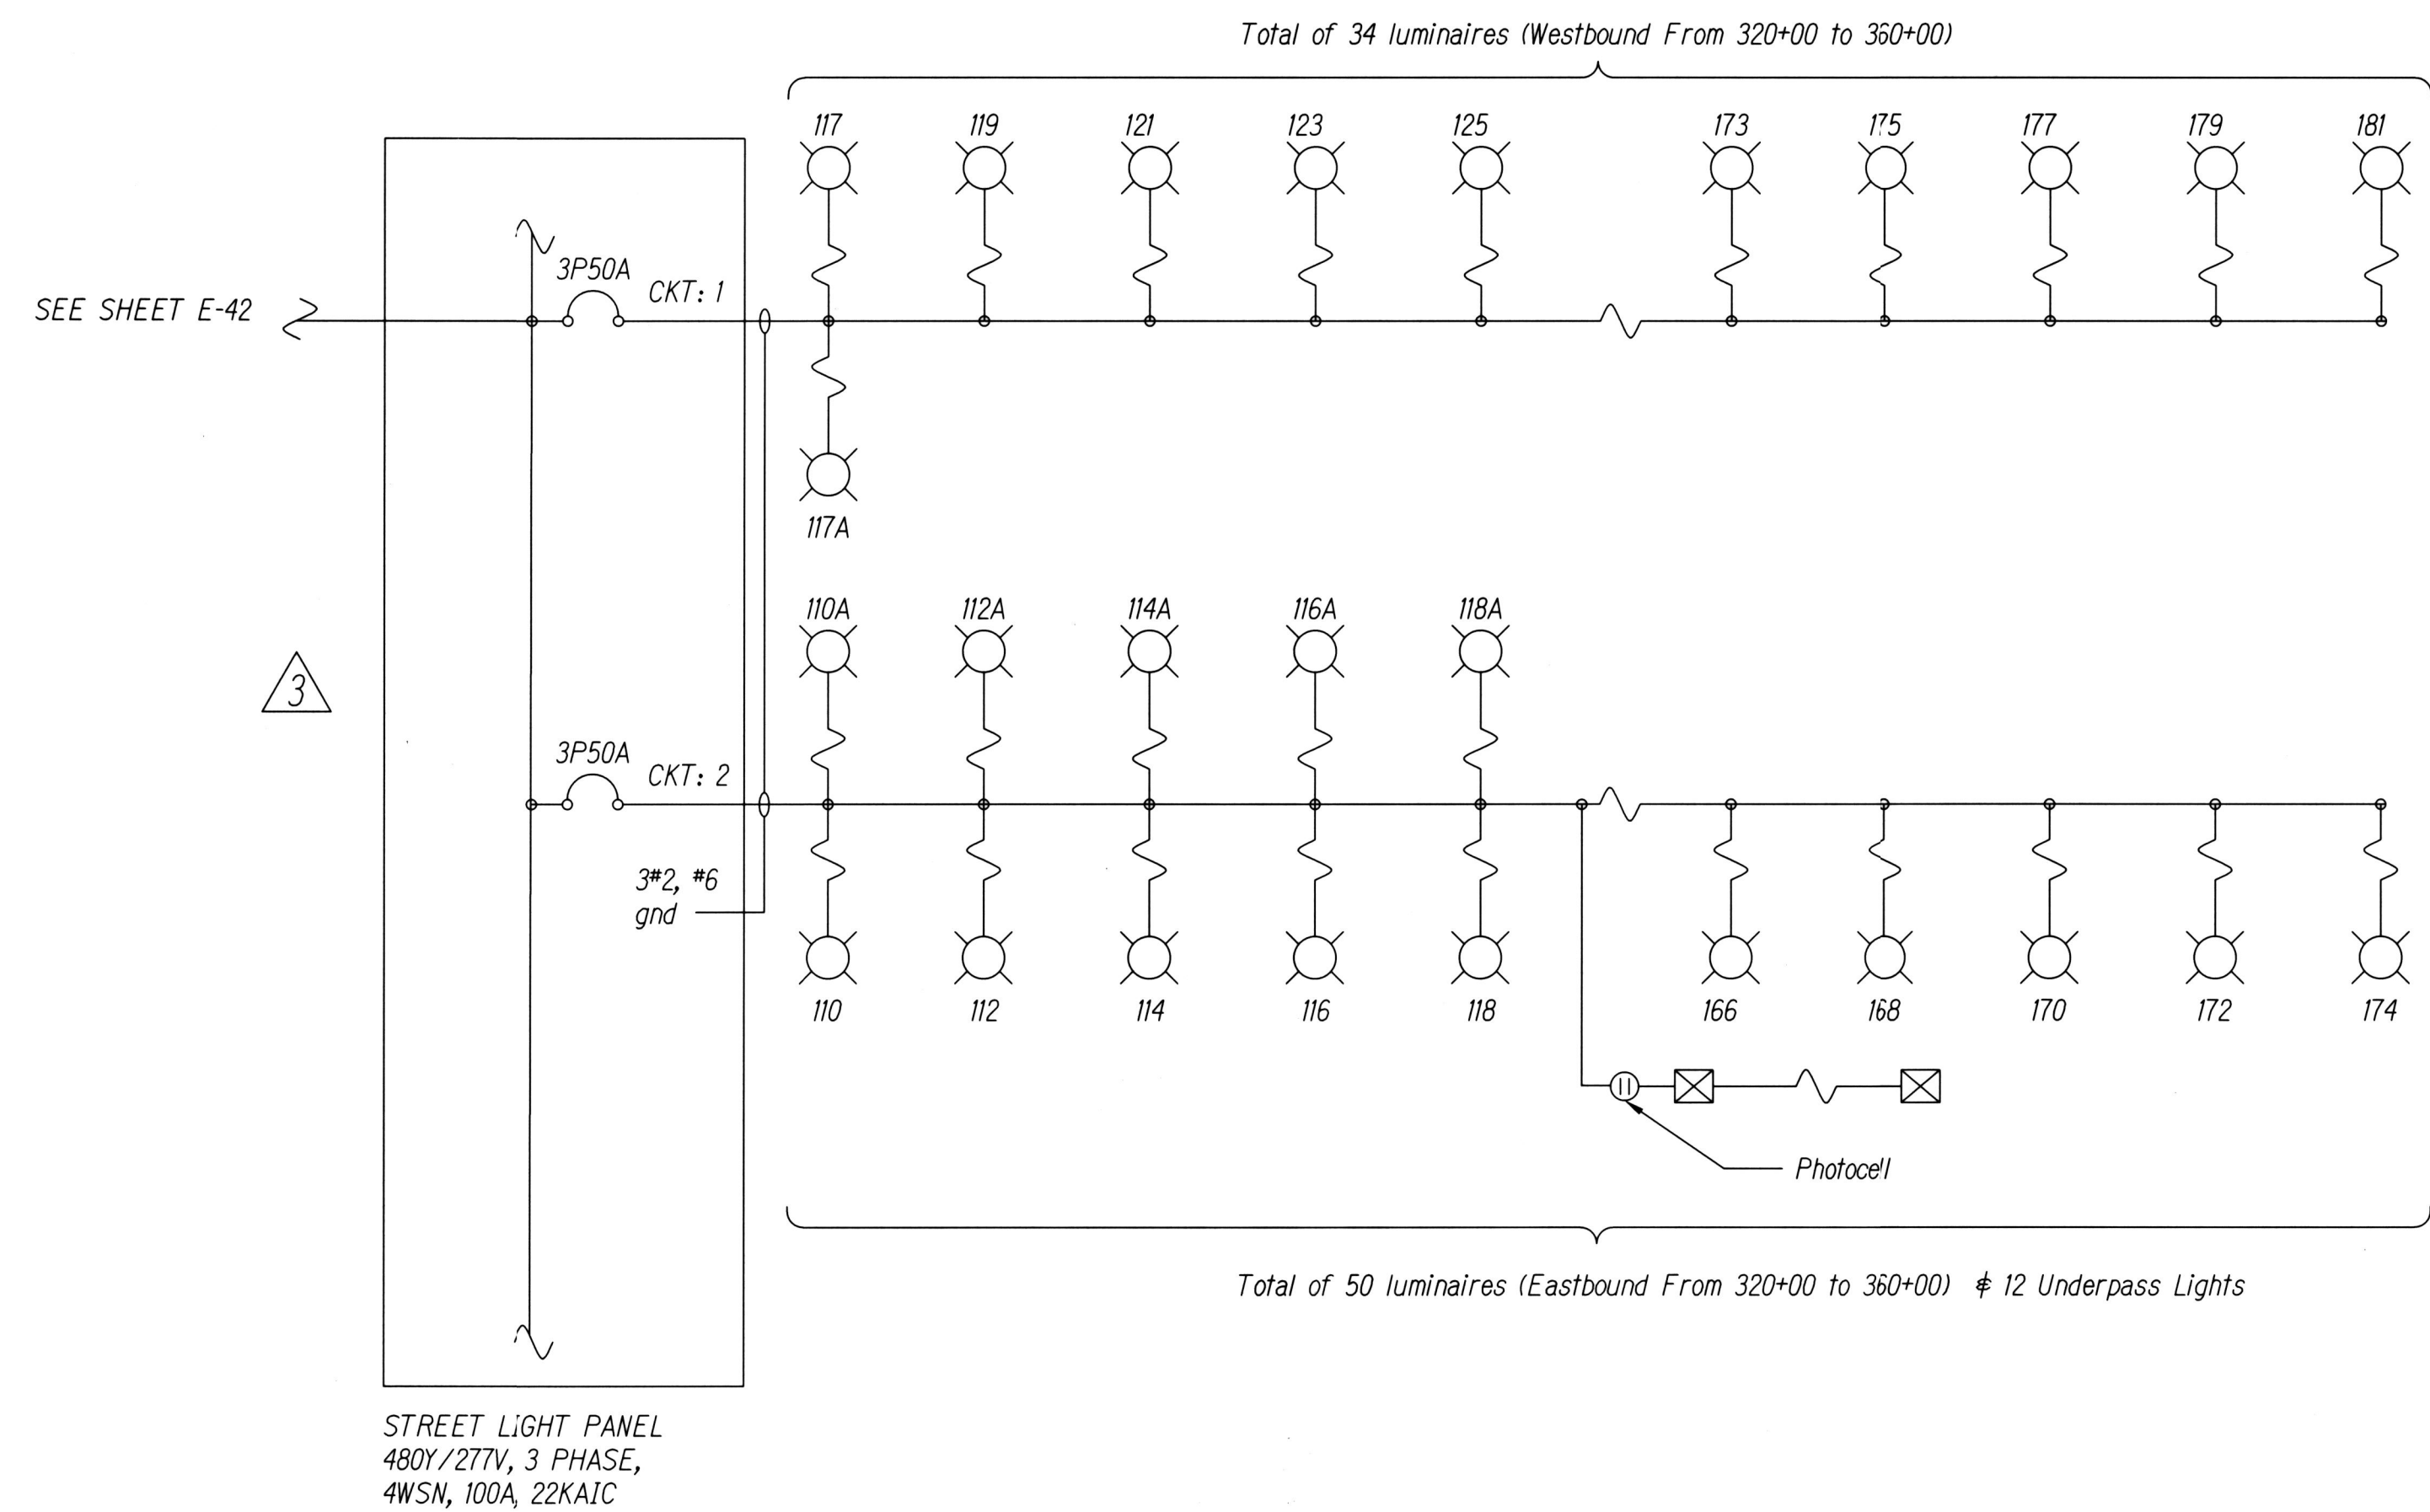 Total of 34 luminaires (Westbound From 320+00 to 360+00)
117 119 121 123 125 173 175 177 179 181
3P50A
CKT: 1
SEE SHEET E-42
117A
110A 112A 114A 116A 118A
3
3P50A
CKT: 2
3#2, #6
gnd
110 112 114 116 118 166 168 170 172 174
Photocell
Total of 50 luminaires (Eastbound From 320+00 to 360+00) & 12 Underpass Lights
STREET LIGHT PANEL
480Y/277V, 3 PHASE,
4WSN, 100A, 22KAIC